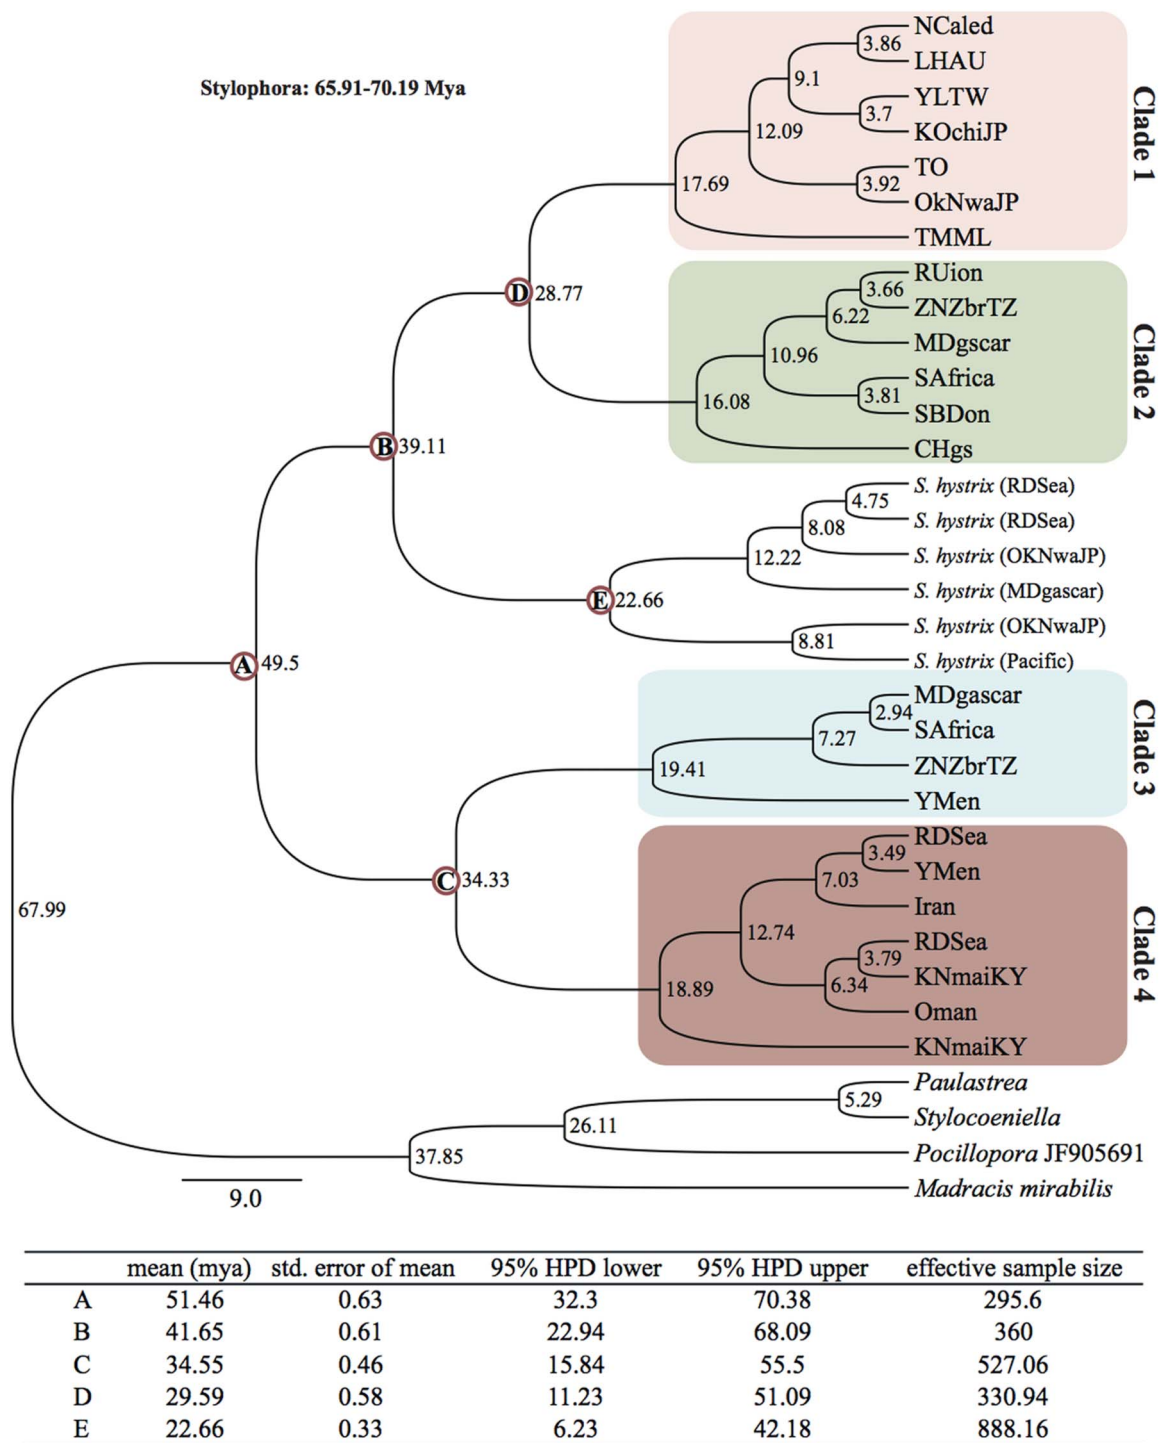 Stylophora: 65.91-70.19 Mya
NCaled
3.86
LHAU
9.1
YLTW
3.7
KOchiJP
12.09
TO
3.92
OkNwaJP
17.69
TMML
Clade 1
D 28.77
RUion
3.66
ZNZbrTZ
6.22
MDgscar
10.96
SAfrica
3.81
SBDon
16.08
CHgs
Clade 2
B 39.11
S. hystrix (RDSea)
4.75
S. hystrix (RDSea)
8.08
S. hystrix (OKNwaJP)
12.22
S. hystrix (MDgascar)
E 22.66
S. hystrix (OKNwaJP)
8.81
S. hystrix (Pacific)
A 49.5
MDgascar
2.94
SAfrica
7.27
ZNZbrTZ
19.41
YMen
Clade 3
C 34.33
RDSea
3.49
YMen
7.03
Iran
12.74
RDSea
3.79
KNmaiKY
6.34
Oman
18.89
KNmaiKY
Clade 4
67.99
Paulastrea
5.29
Stylocoeniella
26.11
Pocillopora JF905691
37.85
Madracis mirabilis
9.0
mean (mya) std. error of mean 95% HPD lower 95% HPD upper effective sample size
A 51.46 0.63 32.3 70.38 295.6
B 41.65 0.61 22.94 68.09 360
C 34.55 0.46 15.84 55.5 527.06
D 29.59 0.58 11.23 51.09 330.94
E 22.66 0.33 6.23 42.18 888.16